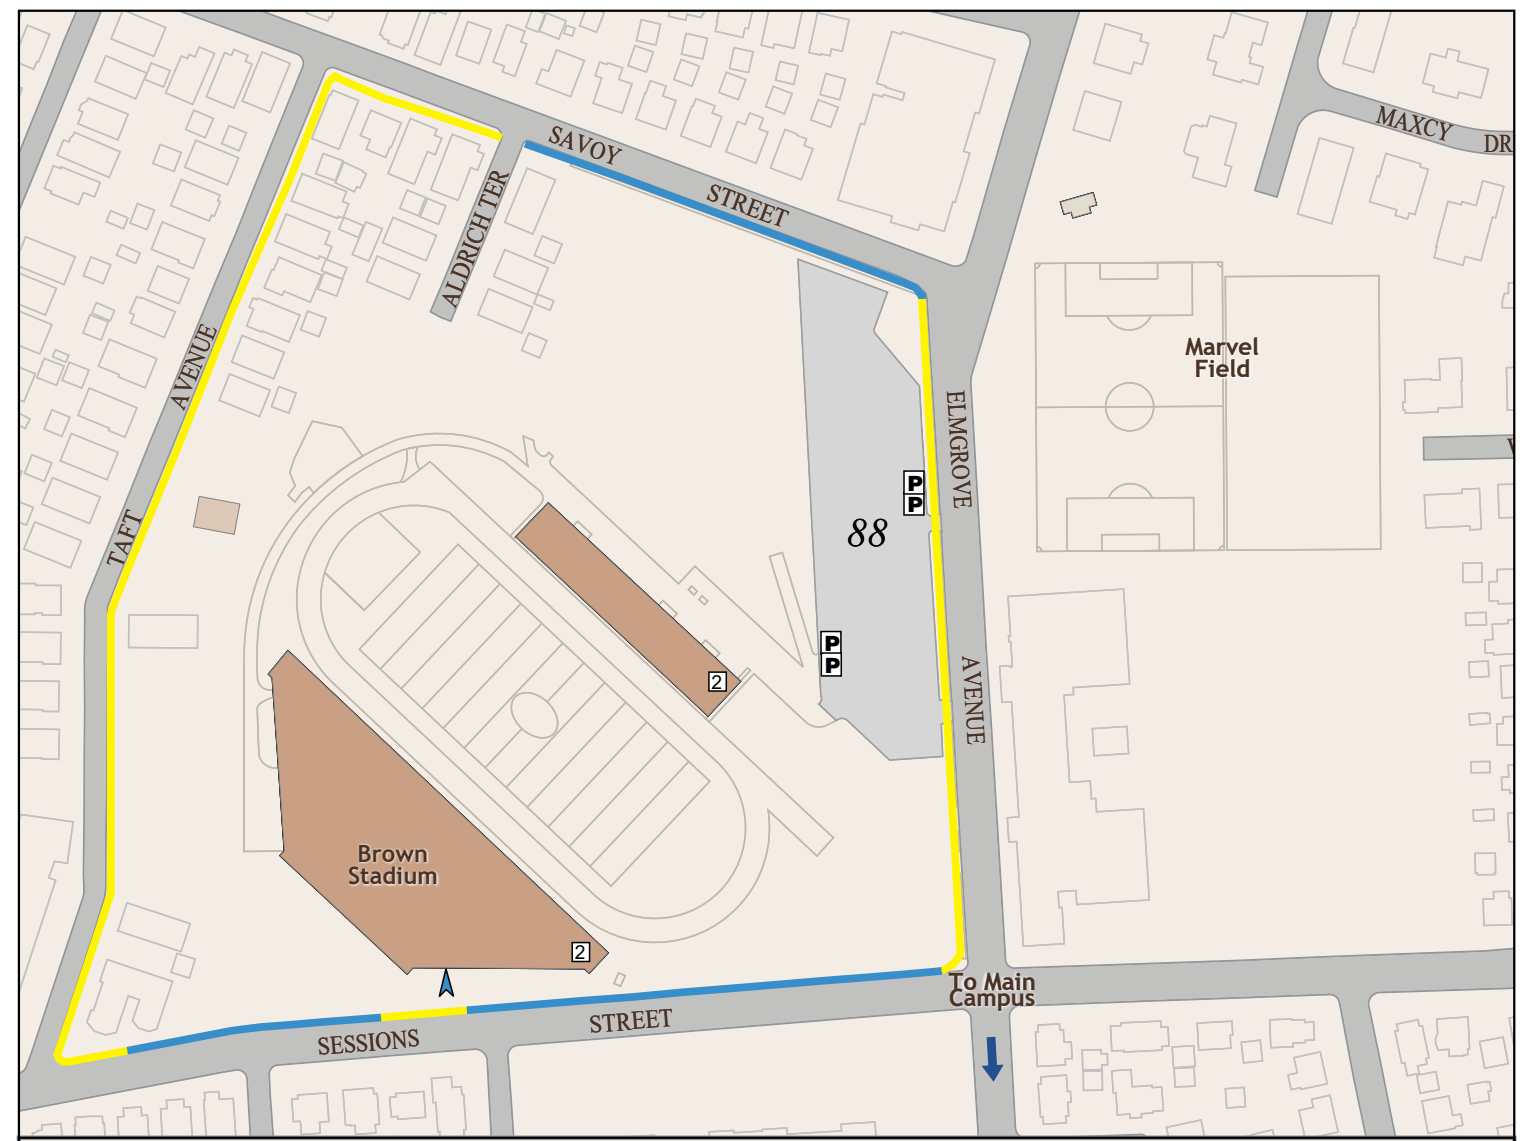 SAVOY
STREET
MAXCY
DR
ALDRICH TER
AVENUE
TAFT
Marvel
Field
ELMGROVE
AVENUE
P
P
88
P
P
2
Brown
Stadium
2
To Main
Campus
SESSIONS
STREET